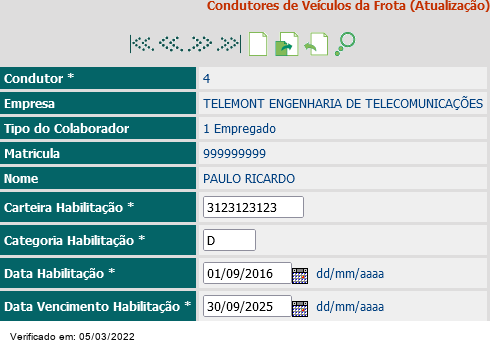 Condutores de Veículos da Frota (Atualização)
Condutor * 4
Empresa TELEMONT ENGENHARIA DE TELECOMUNICAÇÕES
Tipo do Colaborador 1 Empregado
Matricula 999999999
Nome PAULO RICARDO
Carteira Habilitação * 3123123123
Categoria Habilitação * D
Data Habilitação * 01/09/2016 dd/mm/aaaa
Data Vencimento Habilitação * 30/09/2025 dd/mm/aaaa
Verificado em: 05/03/2022